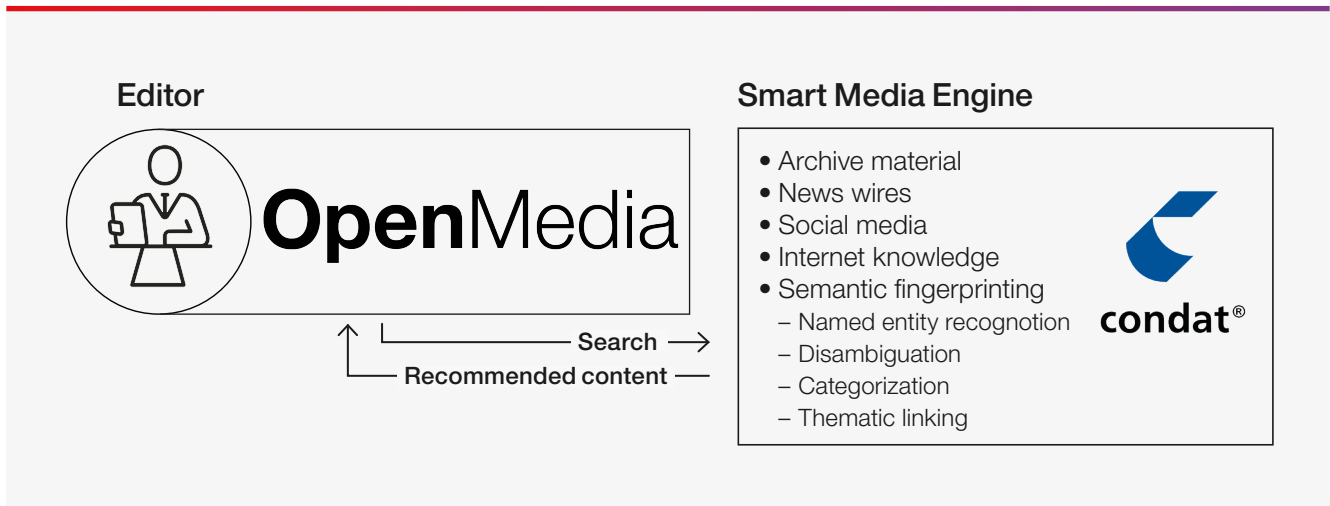 Editor
OpenMedia
Search
Recommended content
Smart Media Engine
• Archive material
• News wires
• Social media
• Internet knowledge
• Semantic fingerprinting
– Named entity recognotion
– Disambiguation
– Categorization
– Thematic linking
condat®